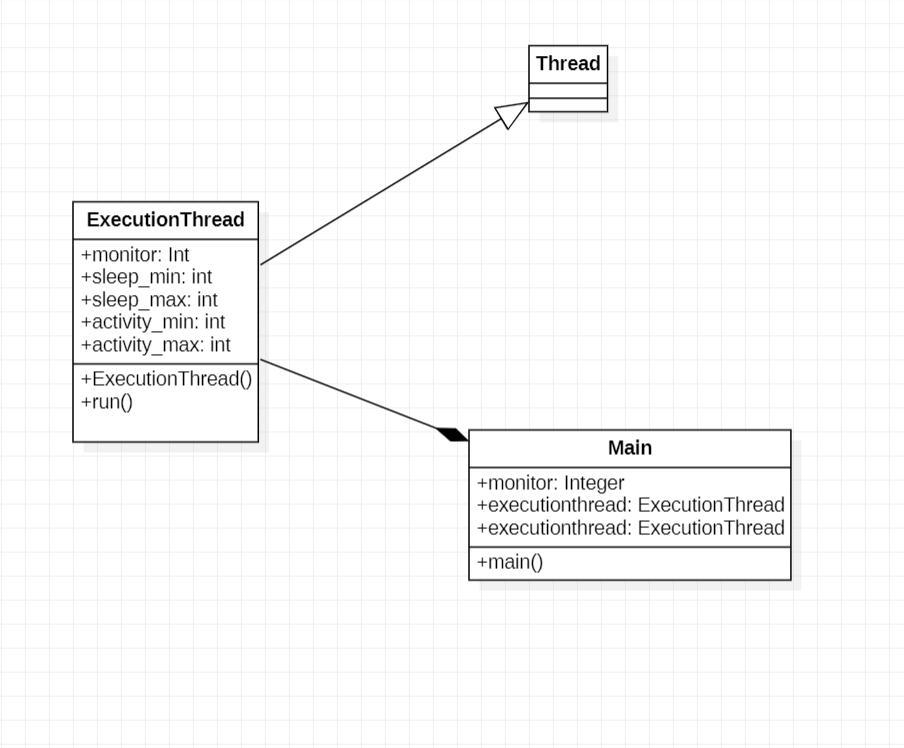 Thread
ExecutionThread
+monitor: Int
+sleep_min: int
+sleep_max: int
+activity_min: int
+activity_max: int
+ExecutionThread()
+run()
Main
+monitor: Integer
+executionthread: ExecutionThread
+executionthread: ExecutionThread
+main()